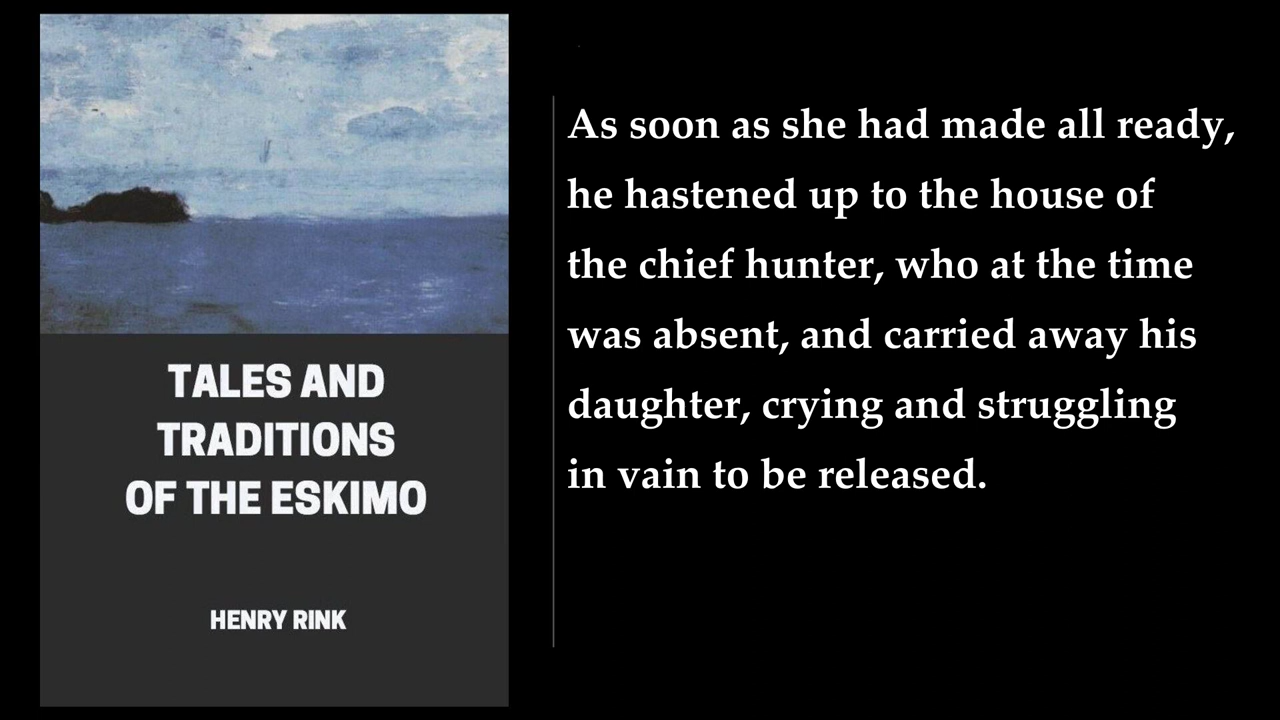 TALES AND
TRADITIONS
OF THE ESKIMO
HENRY RINK
As soon as she had made all ready,
he hastened up to the house of
the chief hunter, who at the time
was absent, and carried away his
daughter, crying and struggling
in vain to be released.